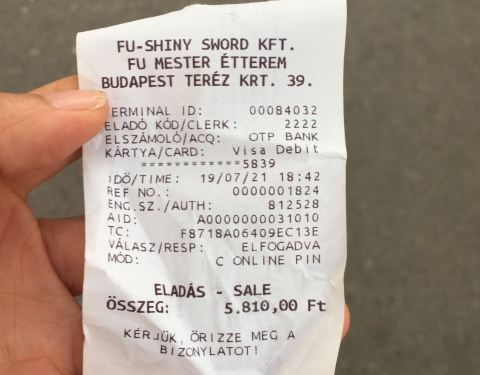 FU-SHINY SWORD KFT.
FU MESTER ÉTTEREM
BUDAPEST TERÉZ KRT. 39.
TERMINAL ID: 00084032
ELADÓ KÓD/CLERK: 2222
ELSZÁMOLÓ/ACQ: OTP BANK
KÁRTYA/CARD: Visa Debit
************5839
IDŐ/TIME: 19/07/21 18:42
REF NO.: 0000001824
ENG.SZ./AUTH: 812528
AID: A0000000031010
TC: F8718A06409EC13E
VÁLASZ/RESP: ELFOGADVA
MÓD: C ONLINE PIN
ELADÁS - SALE
ÖSSZEG: 5.810,00 Ft
KÉRJÜK, ŐRIZZE MEG A
BIZONYLATOT!